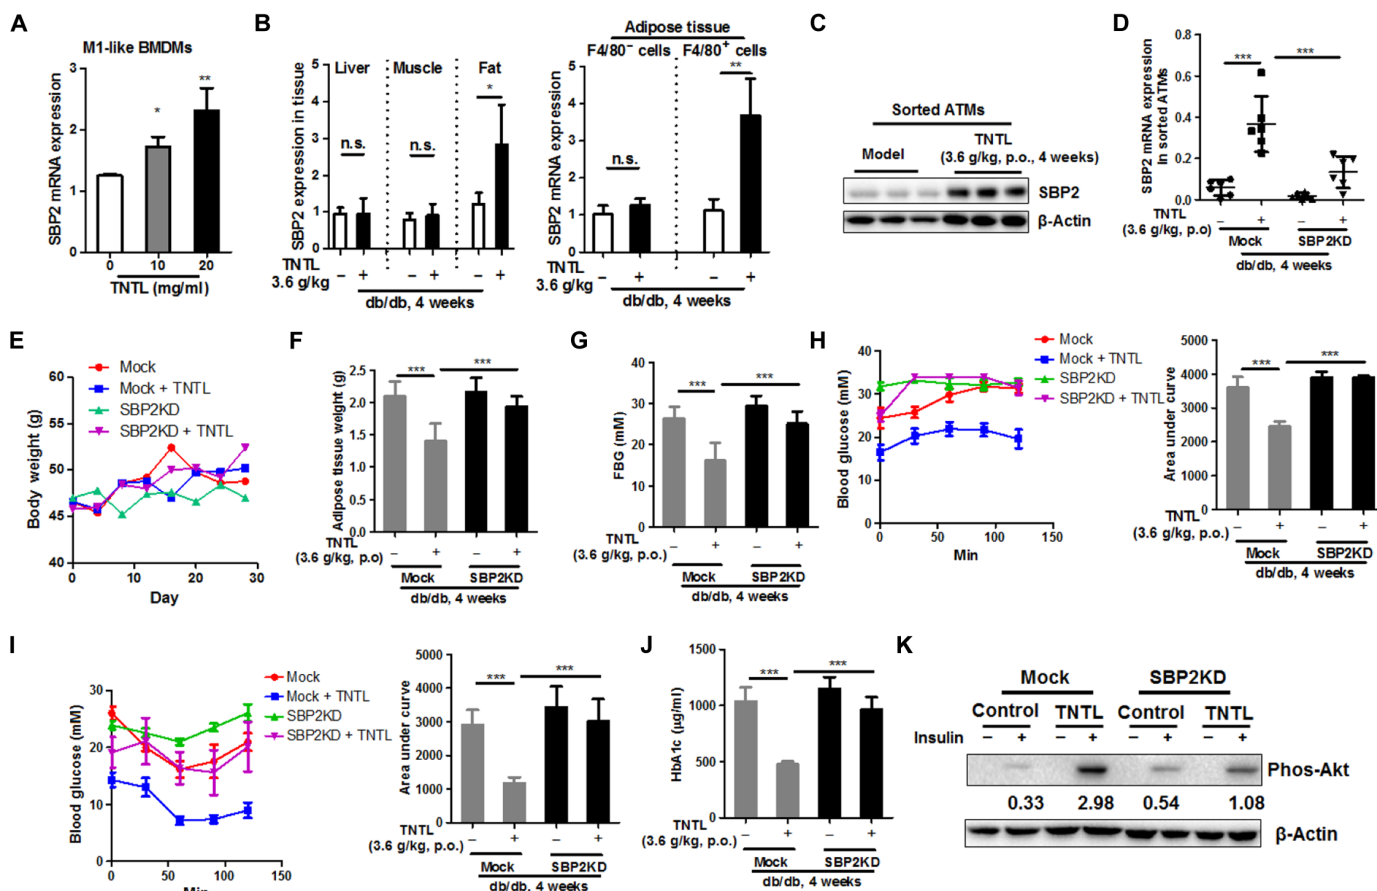 A
M1-like BMDMs
SBP2 mRNA expression
3
2
1
0
*
**
0 10 20
TNTL (mg/ml)
B
SBP2 expression in tissue
5
4
3
2
1
0
Liver Muscle Fat
n.s. n.s. *
TNTL
3.6 g/kg
– + – + – +
db/db, 4 weeks
Adipose tissue
F4/80– cells F4/80+ cells
SBP2 mRNA expression
5
4
3
2
1
0
n.s. **
TNTL
3.6 g/kg
– + – +
db/db, 4 weeks
C
Sorted ATMs
Model
TNTL
(3.6 g/kg, p.o., 4 weeks)
SBP2
β-Actin
D
SBP2 mRNA expression
In sorted ATMs
0.8
0.6
0.4
0.2
0.0
*** ***
TNTL
(3.6 g/kg, p.o)
– + – +
Mock SBP2KD
db/db, 4 weeks
E
Mock
Mock + TNTL
SBP2KD
SBP2KD + TNTL
Body weight (g)
60
55
50
45
40
0 10 20 30
Day
F
Adipose tissue weight (g)
2.5
2.0
1.5
1.0
0.5
0.0
*** ***
TNTL
(3.6 g/kg, p.o)
– + – +
Mock SBP2KD
db/db, 4 weeks
G
FBG (mM)
40
30
20
10
0
*** ***
TNTL
(3.6 g/kg, p.o.)
– + – +
Mock SBP2KD
db/db, 4 weeks
H
Mock
Mock + TNTL
SBP2KD
SBP2KD + TNTL
Blood glucose (mM)
40
30
20
10
0
0 50 100 150
Min
Area under curve
5000
4000
3000
2000
1000
0
*** ***
TNTL
(3.6 g/kg, p.o.)
– + – +
Mock SBP2KD
db/db, 4 weeks
I
Mock
Mock + TNTL
SBP2KD
SBP2KD + TNTL
Blood glucose (mM)
30
20
10
0
0 50 100 150
Min
Area under curve
5000
4000
3000
2000
1000
0
*** ***
TNTL
(3.6 g/kg, p.o.)
– + – +
Mock SBP2KD
db/db, 4 weeks
J
HbA1c (µg/ml)
1500
1000
500
0
*** ***
TNTL
(3.6 g/kg, p.o.)
– + – +
Mock SBP2KD
db/db, 4 weeks
K
Mock SBP2KD
Control TNTL Control TNTL
Insulin – + – + – + – +
Phos-Akt
0.33 2.98 0.54 1.08
β-Actin